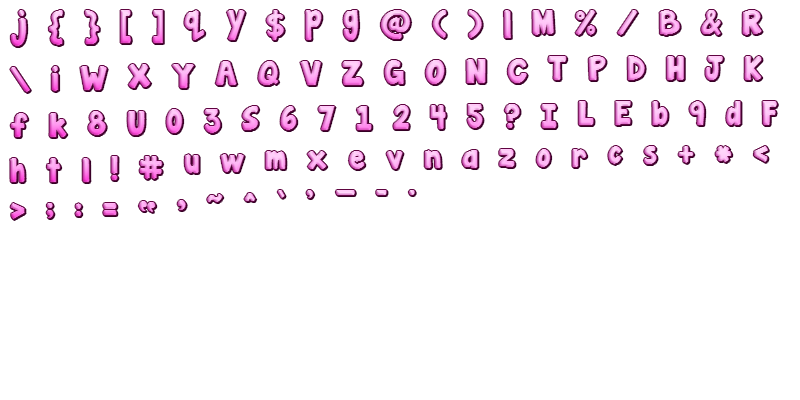 j { } [ ] q y $ p g @ ( ) | M % / B & R
\ i W X Y A Q V Z G O N C T P D H J K
f k 8 U 0 3 S 6 7 1 2 4 5 ? I L E b 9 d F
h t l ! # u w m x e v n a z o r c s + * <
> ; : = “ ’ ~ ^ ` , — - .